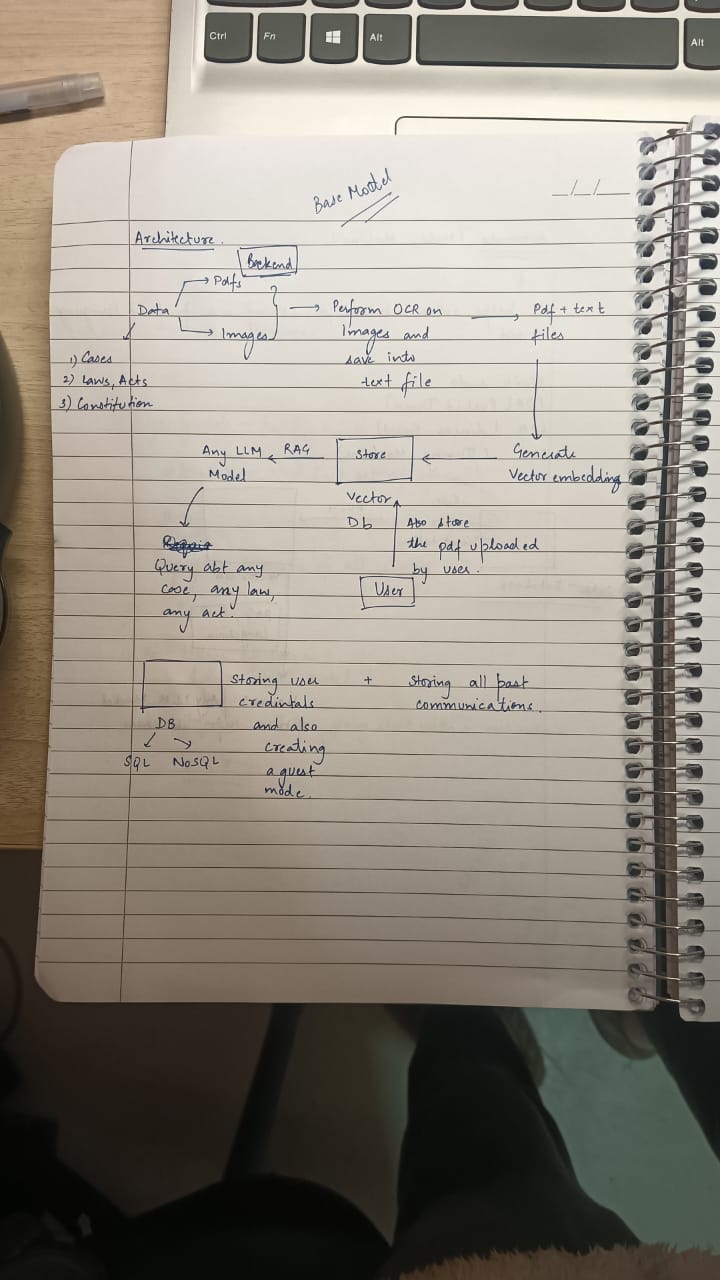 Ctrl
Fn
Alt
Alt
Base Model
_/_/_
Architecture.
Backend
Data
Pdfs
Images
1) Cases
2) Laws, Acts
3) Constitution
Perform OCR on
Images and
save into
text file
Pdf + text
files
Generate
Vector embedding
Store
Vector
Db
RAG
Any LLM
Model
Also store
the pdf uploaded
by user.
User
Query abt any
case, any law,
any act.
DB
SQL NoSQL
Storing user
credintals
and also
creating
a guest
mode.
+
Storing all past
communications.